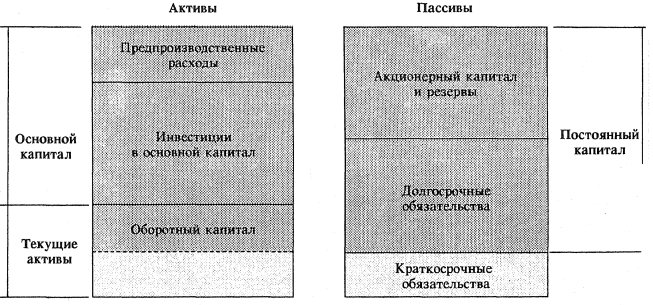 Активы
Пассивы
Предпроизводственные
расходы
Акционерный капитал
и резервы
Основной
капитал
Инвестиции
в основной капитал
Постоянный
капитал
Долгосрочные
обязательства
Текущие
активы
Оборотный капитал
Краткосрочные
обязательства